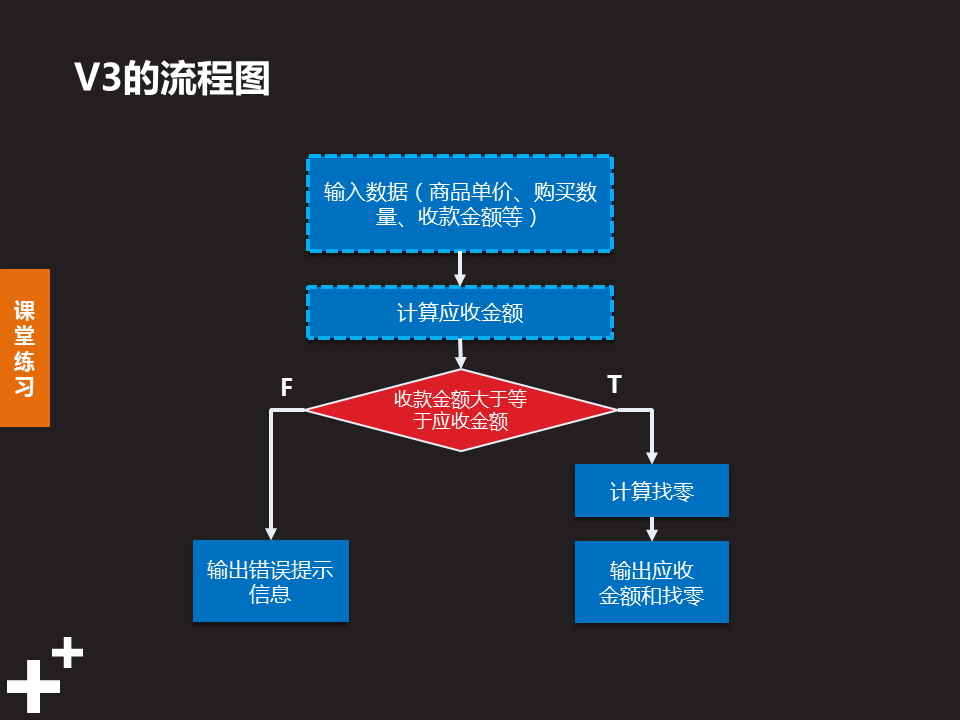 V3的流程图
输入数据（商品单价、购买数
量、收款金额等）
计算应收金额
课
堂
练
习
F
T
收款金额大于等
于应收金额
计算找零
输出错误提示
信息
输出应收
金额和找零